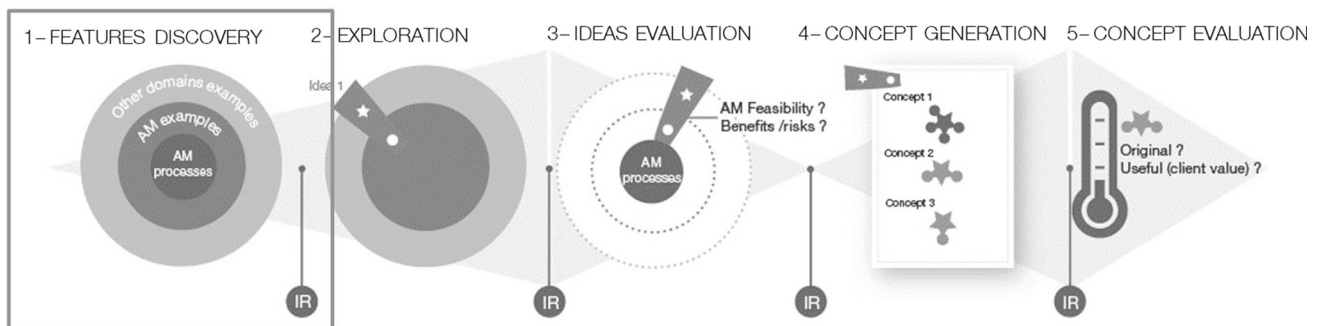 1– FEATURES DISCOVERY
2– EXPLORATION
3– IDEAS EVALUATION
4– CONCEPT GENERATION
5– CONCEPT EVALUATION
Other domains examples
AM examples
AM
processes
IR
Idee 1
IR
AM
processes
AM Feasibility ?
Benefits /risks ?
IR
Concept 1
Concept 2
Concept 3
IR
Original ?
Useful (client value) ?